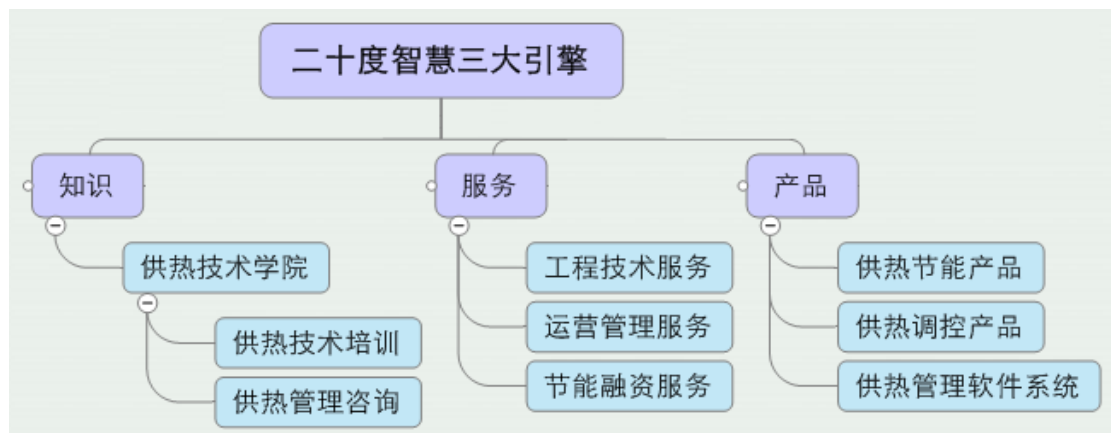 二十度智慧三大引擎
知识
服务
产品
供热技术学院
工程技术服务
供热节能产品
供热技术培训
运营管理服务
供热调控产品
供热管理咨询
节能融资服务
供热管理软件系统